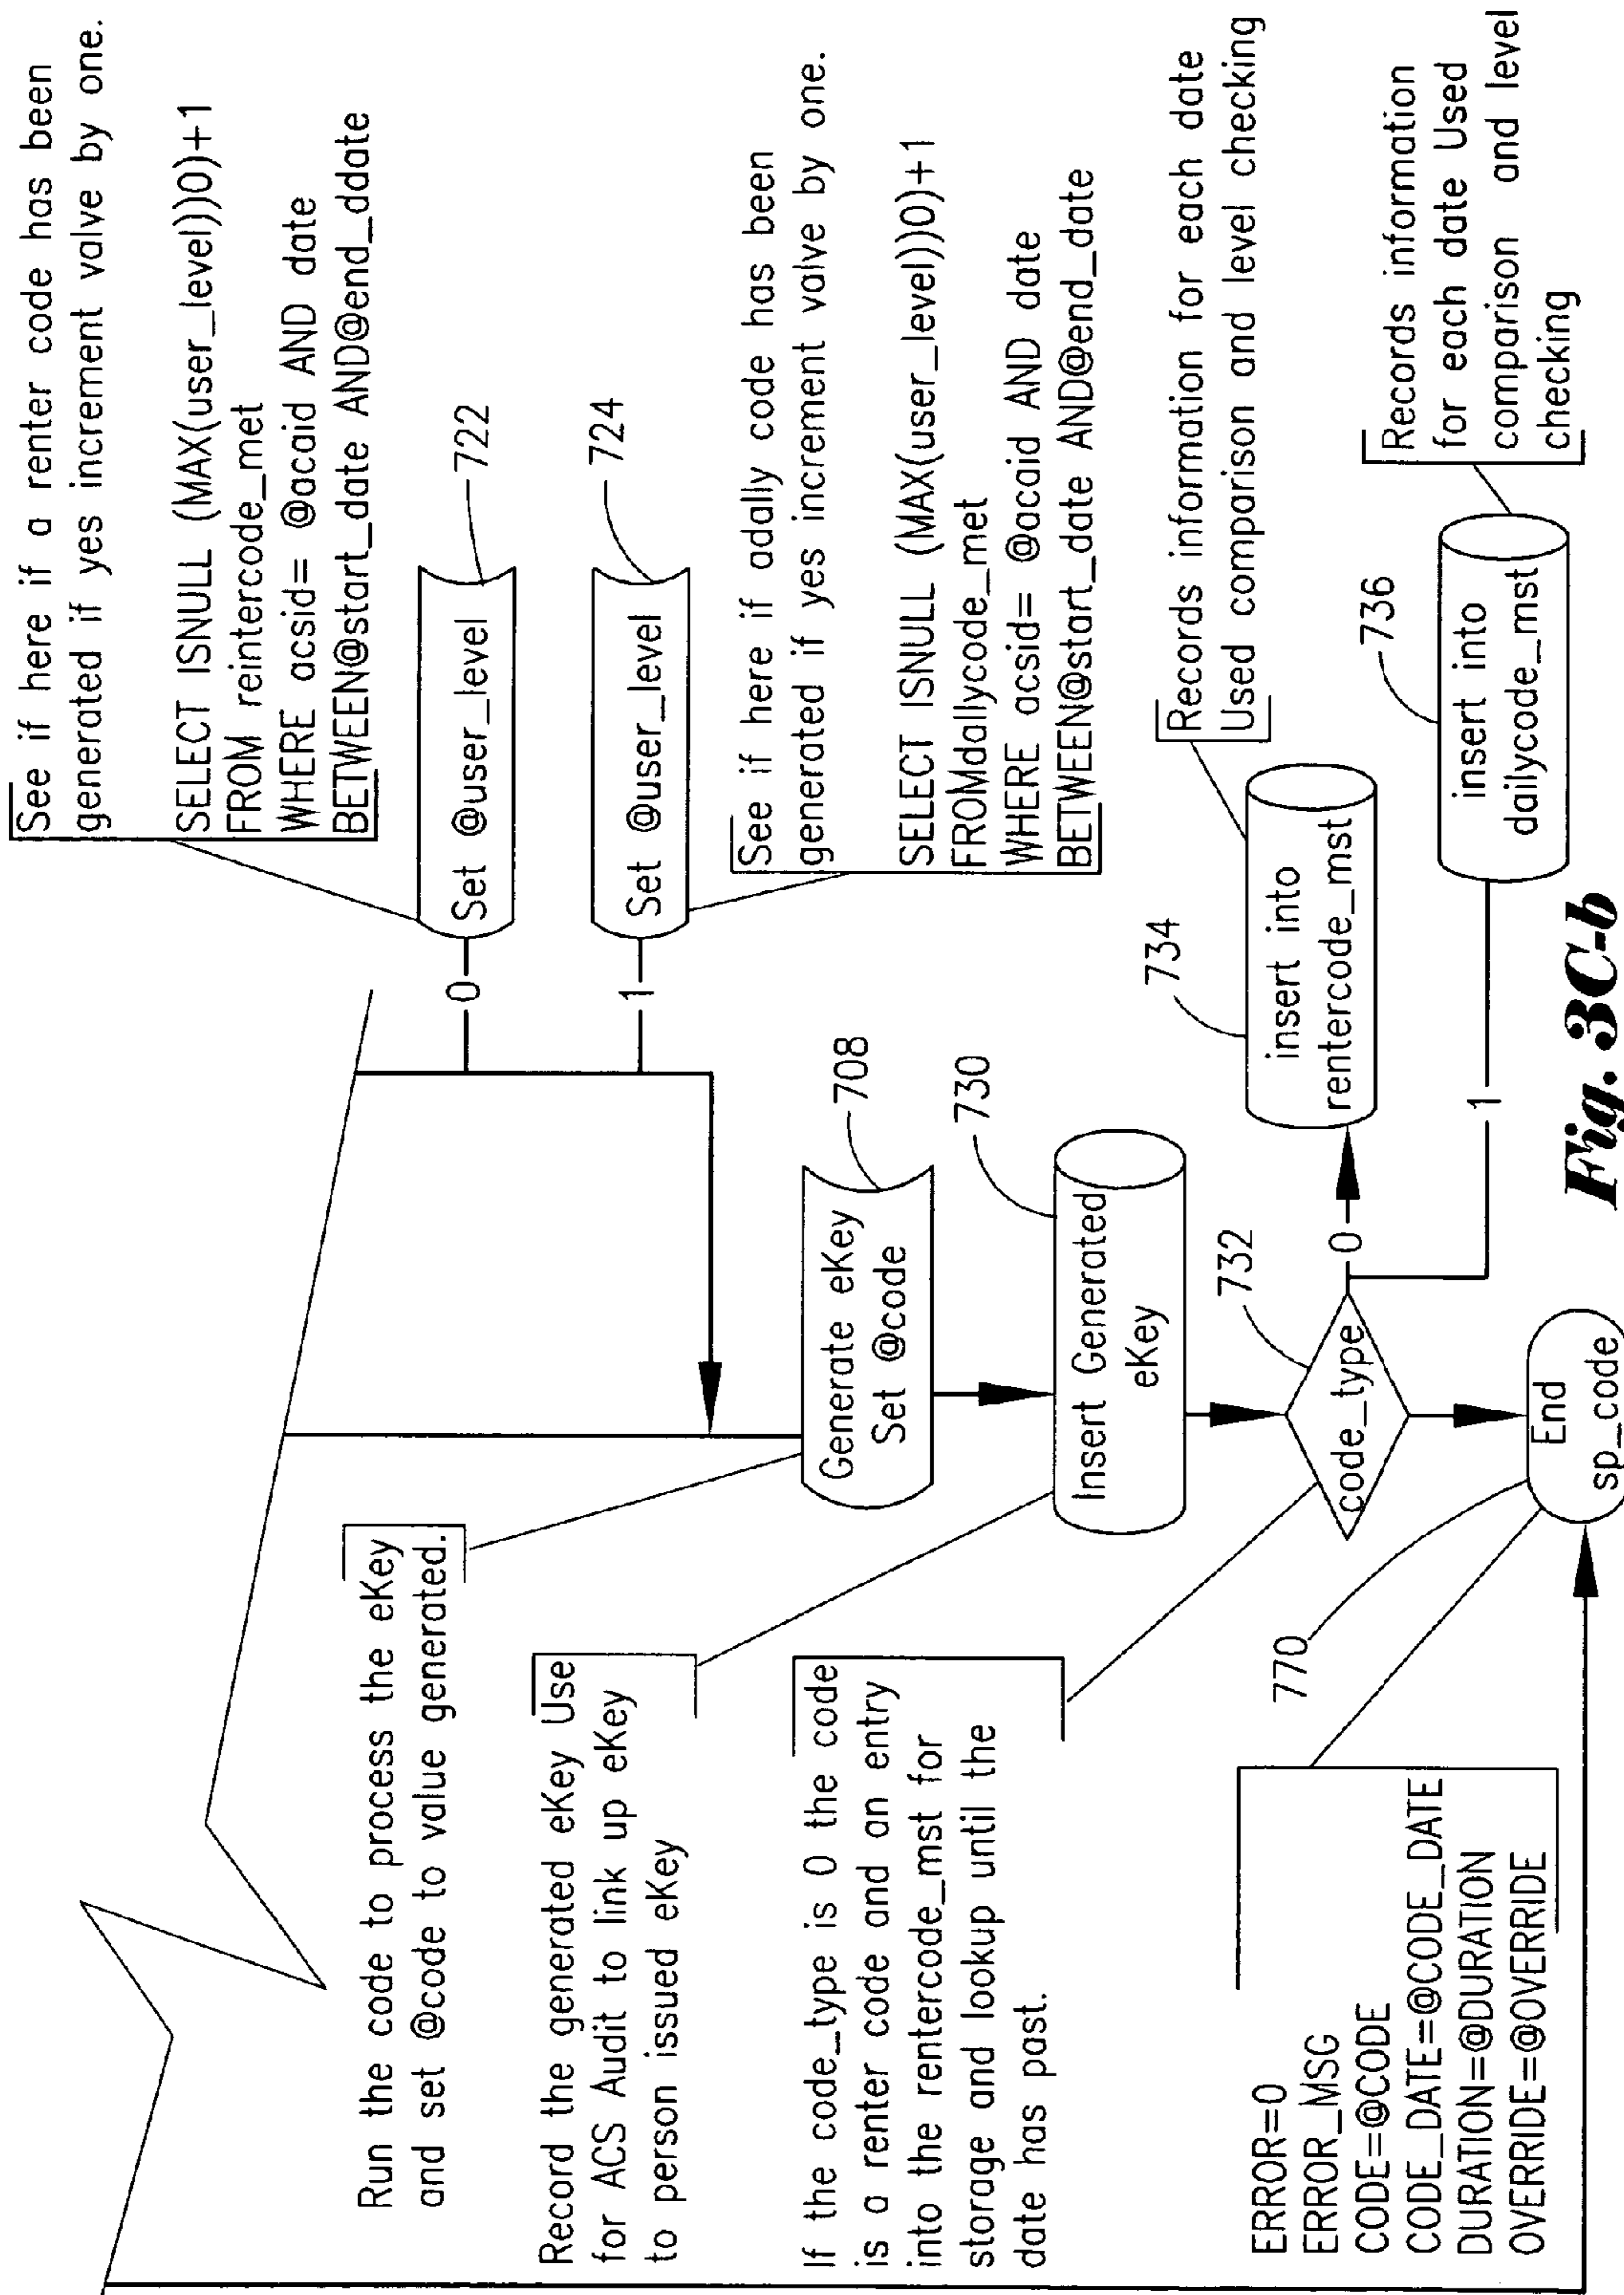 See if here if a renter code has been
generated if yes increment valve by one.
SELECT ISNULL (MAX(user_level))0)+1
FROM reintercode_met
WHERE acsid= @acaid AND date
BETWEEN@start_date AND@end_ddate
0
Set @user_level
722
1
Set @user_level
724
See if here if adally code has been
generated if yes increment valve by one.
SELECT ISNULL (MAX(user_level))0)+1
FROMdallycode_met
WHERE acsid= @acaid AND date
BETWEEN@start_date AND@end_date
Run the code to process the eKey
and set @code to value generated.
Generate eKey
Set @code
708
Record the generated eKey Use
for ACS Audit to link up eKey
to person issued eKey
Insert Generated
eKey
730
If the code_type is 0 the code
is a renter code and an entry
into the rentercode_mst for
storage and lookup until the
date has past.
code_type
732
0
insert into
rentercode_mst
734
Records information for each date
Used comparison and level checking
1
insert into
dailycode_mst
736
Records information
for each date Used
comparison and level
checking
770
End
sp_code
ERROR=0
ERROR_MSG
CODE=@CODE
CODE_DATE=@CODE_DATE
DURATION=@DURATION
OVERRIDE=@OVERRIDE
Fig. 3C-b